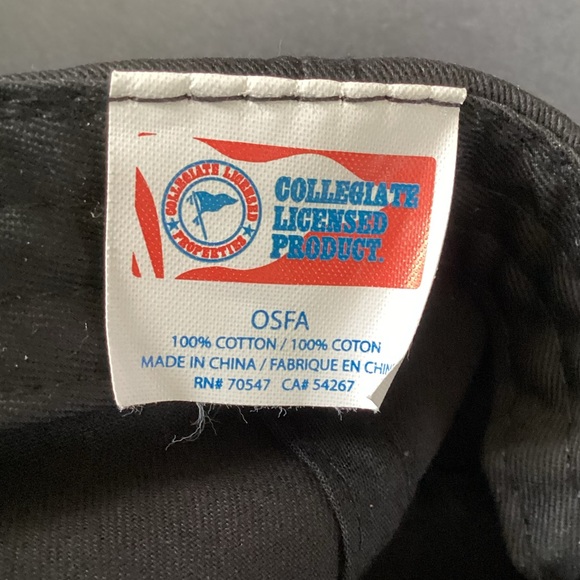 COLLEGIATE LICENSED
PROPERTIES
COLLEGIATE
LICENSED
PRODUCT.
OSFA
100% COTTON / 100% COTON
MADE IN CHINA / FABRIQUE EN CHIN
RN# 70547 CA# 54267